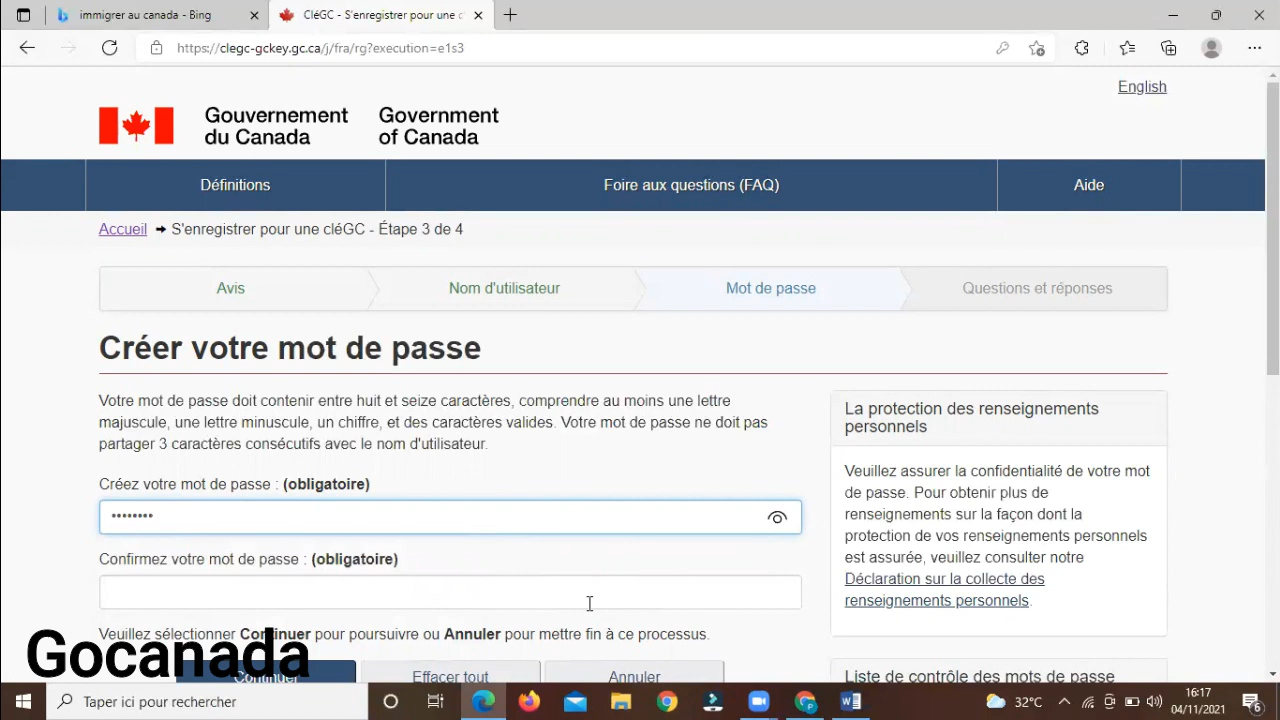 immigrer au canada - Bing
CléGC - S'enregistrer pour une c
https://clegc-gckey.gc.ca/j/fra/rg?execution=e1s3
English
Gouvernement du Canada
Government of Canada
Définitions
Foire aux questions (FAQ)
Aide
Accueil ➞ S'enregistrer pour une cléGC - Étape 3 de 4
Avis
Nom d'utilisateur
Mot de passe
Questions et réponses
Créer votre mot de passe
Votre mot de passe doit contenir entre huit et seize caractères, comprendre au moins une lettre
majuscule, une lettre minuscule, un chiffre, et des caractères valides. Votre mot de passe ne doit pas
partager 3 caractères consécutifs avec le nom d'utilisateur.
Créez votre mot de passe : (obligatoire)
••••••••
Confirmez votre mot de passe : (obligatoire)
Veuillez sélectionner Continuer pour poursuivre ou Annuler pour mettre fin à ce processus.
Continuer
Effacer tout
Annuler
La protection des renseignements
personnels
Veuillez assurer la confidentialité de votre mot
de passe. Pour obtenir plus de
renseignements sur la façon dont la
protection de vos renseignements personnels
est assurée, veuillez consulter notre
Déclaration sur la collecte des
renseignements personnels.
Liste de contrôle des mots de passe
Gocanada
Taper ici pour rechercher
32°C
16:17
04/11/2021
6